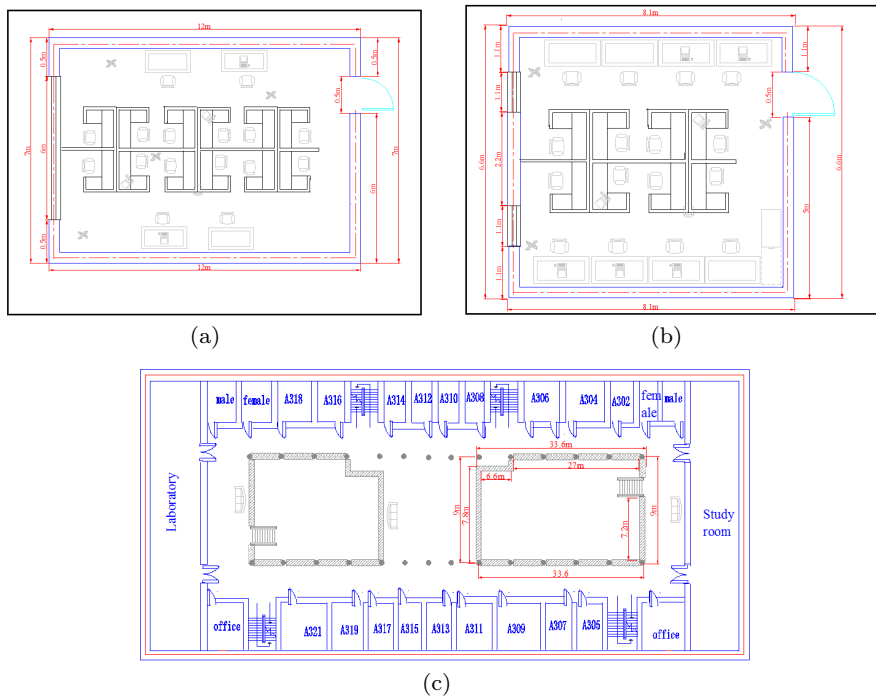 12m
0.5m
0.5m
0.5m
7m
6m
7m
6m
0.5m
12m
(a)
8.1m
1.1m
1.1m
1.1m
0.5m
6.6m
2.2m
6.6m
1.1m
5m
1.1m
8.1m
(b)
male
female
A318
A316
A314
A312
A310
A308
A306
A304
A302
fem
ale
male
33.6m
27m
6.6m
9m
7.8m
7.2m
9m
33.6
Laboratory
Study
room
office
A321
A319
A317
A315
A313
A311
A309
A307
A305
office
(c)